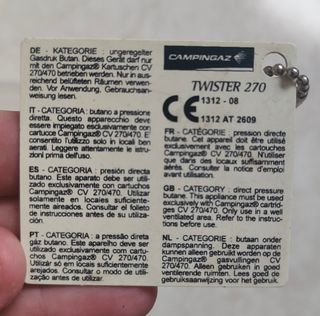 DE - KATEGORIE : ungeregelter
Gasdruk Butan. Dieses Gerät darf nur
mit den Campingaz® Kartuschen CV
270/470 betrieben werden. Nur in aus-
reichend belüfteten Räumen verwen-
den. Vor Anwendung, Gebrauchsan-
weisung lesen.
IT - CATEGORIA : butano a pressione
diretta. Questo apparecchio deve
essere impiegato esclusivamente con
cartucce Campingaz® CV 270/470. E'
consentito l'utilizzo solo in locali ben
aerati. Leggere attentamente le istru-
zioni prima dell'uso.
ES - CATEGORÍA : butano, presión
directa. Este aparato debe ser utili-
zado exclusivamente con cartuchos
Campingaz® CV 270/470. Utilizar
solamente en locales suficiente-
mente aireados. Consultar el folleto
de instrucciones antes de su utiliza-
ción.
PT - CATEGORIA : a pressão direta
gáz butano. Este aparelho deve ser
utilizado exclusivamente com cartu-
chos Campingaz® CV 270/470.
Utilizar só em locais suficientemente
arejados. Consultar o modo de utili-
zação antes da utilização.
CAMPINGAZ
TWISTER 270
CE 1312 - 08
1312 AT 2609
FR - CATÉGORIE : pression directe
butane. Cet appareil doit être utilisé
exclusivement avec les cartouches
Campingaz® CV 270/470. N'utiliser
que dans des locaux suffisamment
aérés. Consulter la notice d'emploi
avant utilisation.
GB - CATEGORY : direct pressure
butane. This appliance must be used
exclusively with Campingaz® cartrid-
ges CV 270/470. Only use in a well
ventilated area. Refer to the instruc-
tions before use.
NL - CATEGORIE : butaan onder
dampspanning. Deze apparaten
kunnen alleen gebruikt worden op de
Campingaz® gasvullingen CV
270/470. Alleen gebruiken in goed
ventileerende ruimten. Lees voor ge-
bruik de gebruiksaanwijzing.